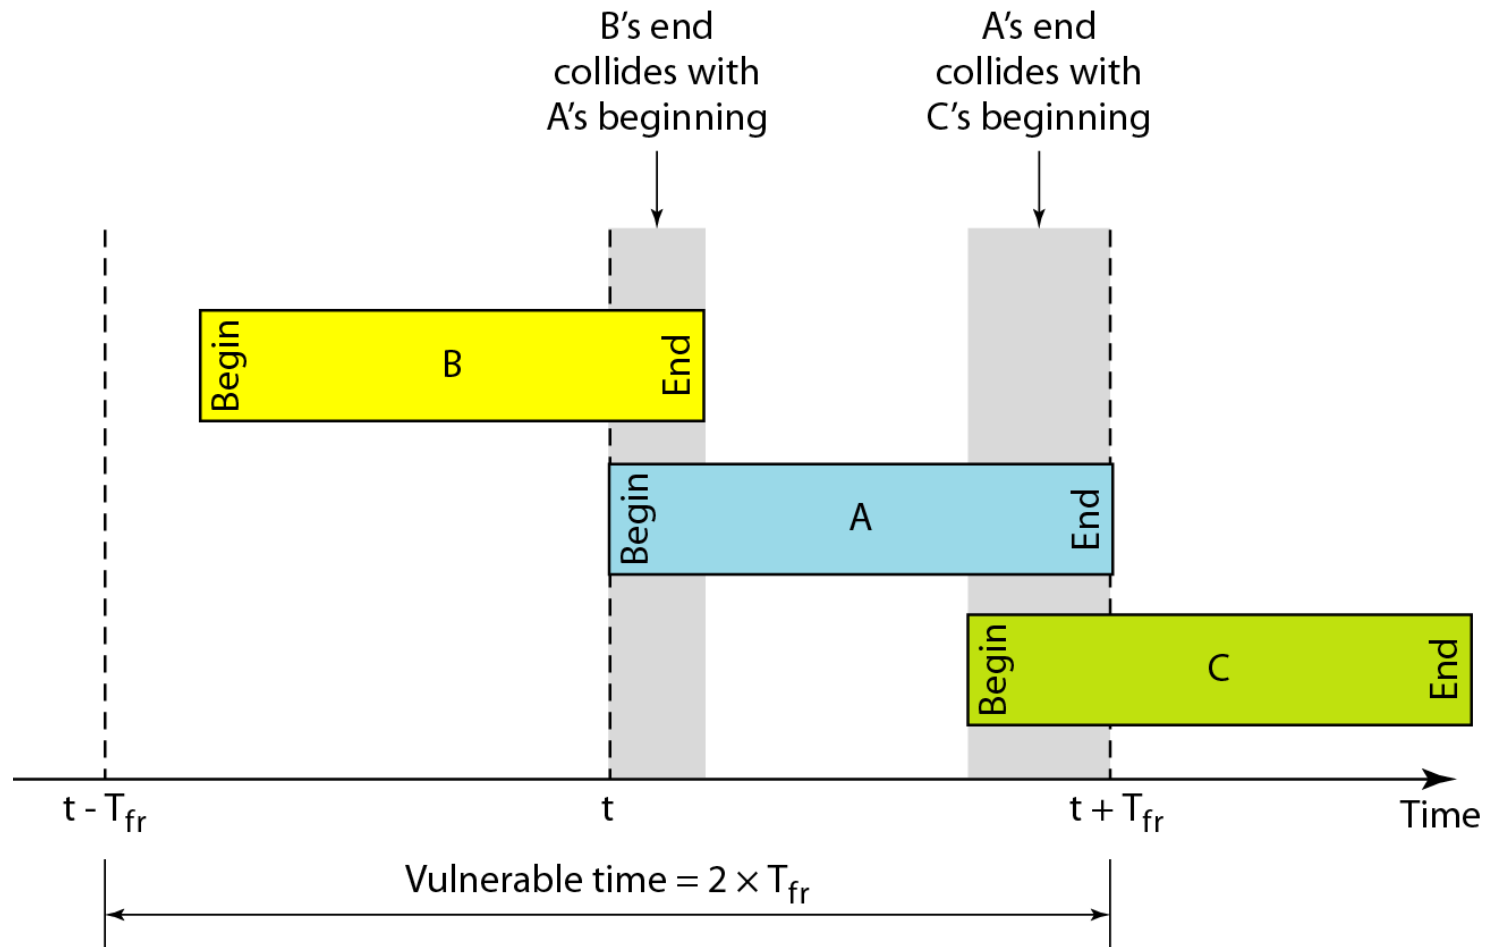 B's end
collides with
A's beginning
A's end
collides with
C's beginning
Begin
B
End
Begin
A
End
Begin
C
End
t - Tfr
t
t + Tfr
Time
Vulnerable time = 2 × Tfr